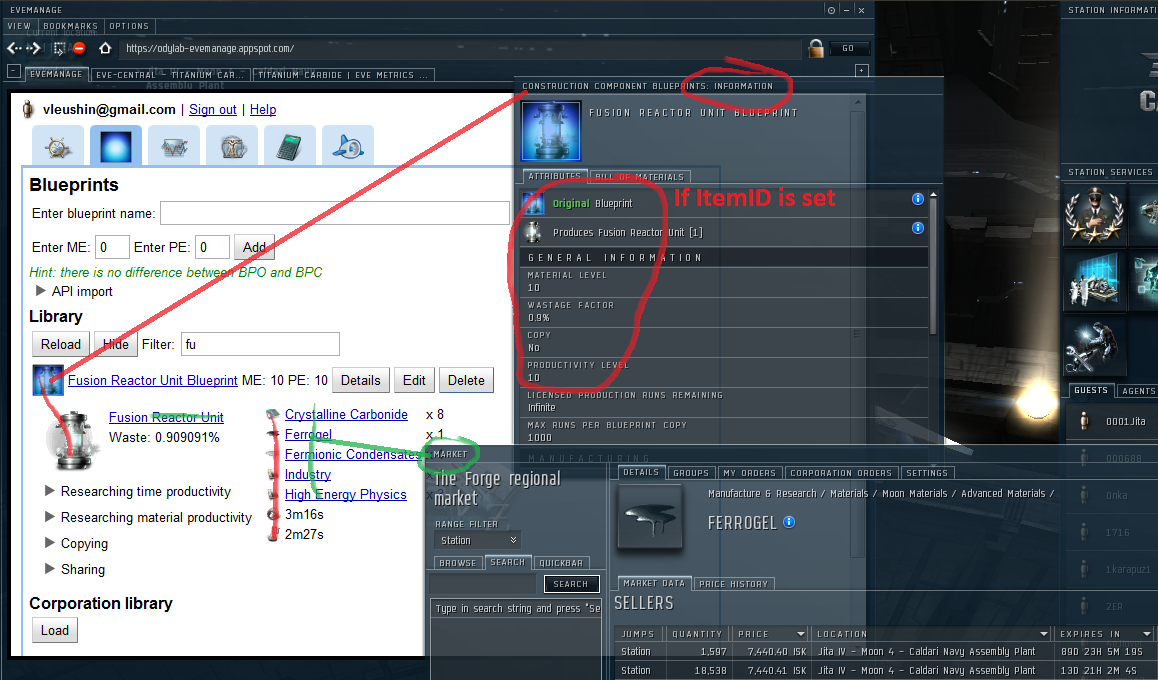 EVEMANAGE
VIEW BOOKMARKS OPTIONS
https://odylab-evemanage.appspot.com/
GO
EVEMANAGE
EVE-CENTRAL - TITANIUM CAR...
TITANIUM CARBIDE | EVE METRICS ...
Assembly Plant
vleushin@gmail.com | Sign out | Help
Blueprints
Enter blueprint name:
Enter ME: 0 Enter PE: 0 Add
Hint: there is no difference between BPO and BPC
API import
Library
Reload Hide Filter: fu
Fusion Reactor Unit Blueprint ME: 10 PE: 10 Details Edit Delete
Fusion Reactor Unit
Waste: 0.909091%
Crystalline Carbonide x 8
Ferrogel x 1
Fermionic Condensates
Industry
High Energy Physics
3m16s
2m27s
Researching time productivity
Researching material productivity
Copying
Sharing
Corporation library
Load
CONSTRUCTION COMPONENT BLUEPRINTS: INFORMATION
FUSION REACTOR UNIT BLUEPRINT
ATTRIBUTES BILL OF MATERIALS
Original Blueprint
If ItemID is set
Produces Fusion Reactor Unit [1]
GENERAL INFORMATION
MATERIAL LEVEL
10
WASTAGE FACTOR
0.9%
COPY
No
PRODUCTIVITY LEVEL
10
LICENSED PRODUCTION RUNS REMAINING
Infinite
MAX RUNS PER BLUEPRINT COPY
1000
MANUFACTURING
MARKET
The Forge regional
market
RANGE FILTER
Station
BROWSE SEARCH QUICKBAR
SEARCH
Type in search string and press "Se
DETAILS GROUPS MY ORDERS CORPORATION ORDERS SETTINGS
Manufacture & Research / Materials / Moon Materials / Advanced Materials /
FERROGEL
MARKET DATA PRICE HISTORY
SELLERS
JUMPS QUANTITY PRICE LOCATION EXPIRES IN
Station 1,597 7,440.40 ISK Jita IV - Moon 4 - Caldari Navy Assembly Plant 89D 23H 5M 19S
Station 18,538 7,440.41 ISK Jita IV - Moon 4 - Caldari Navy Assembly Plant 13D 21H 2M 4S
STATION INFORMATI
CA
STATION SERVICES
GUESTS AGENTS
0001Jita
000688
0nka
1716
1karapuz1
2ER